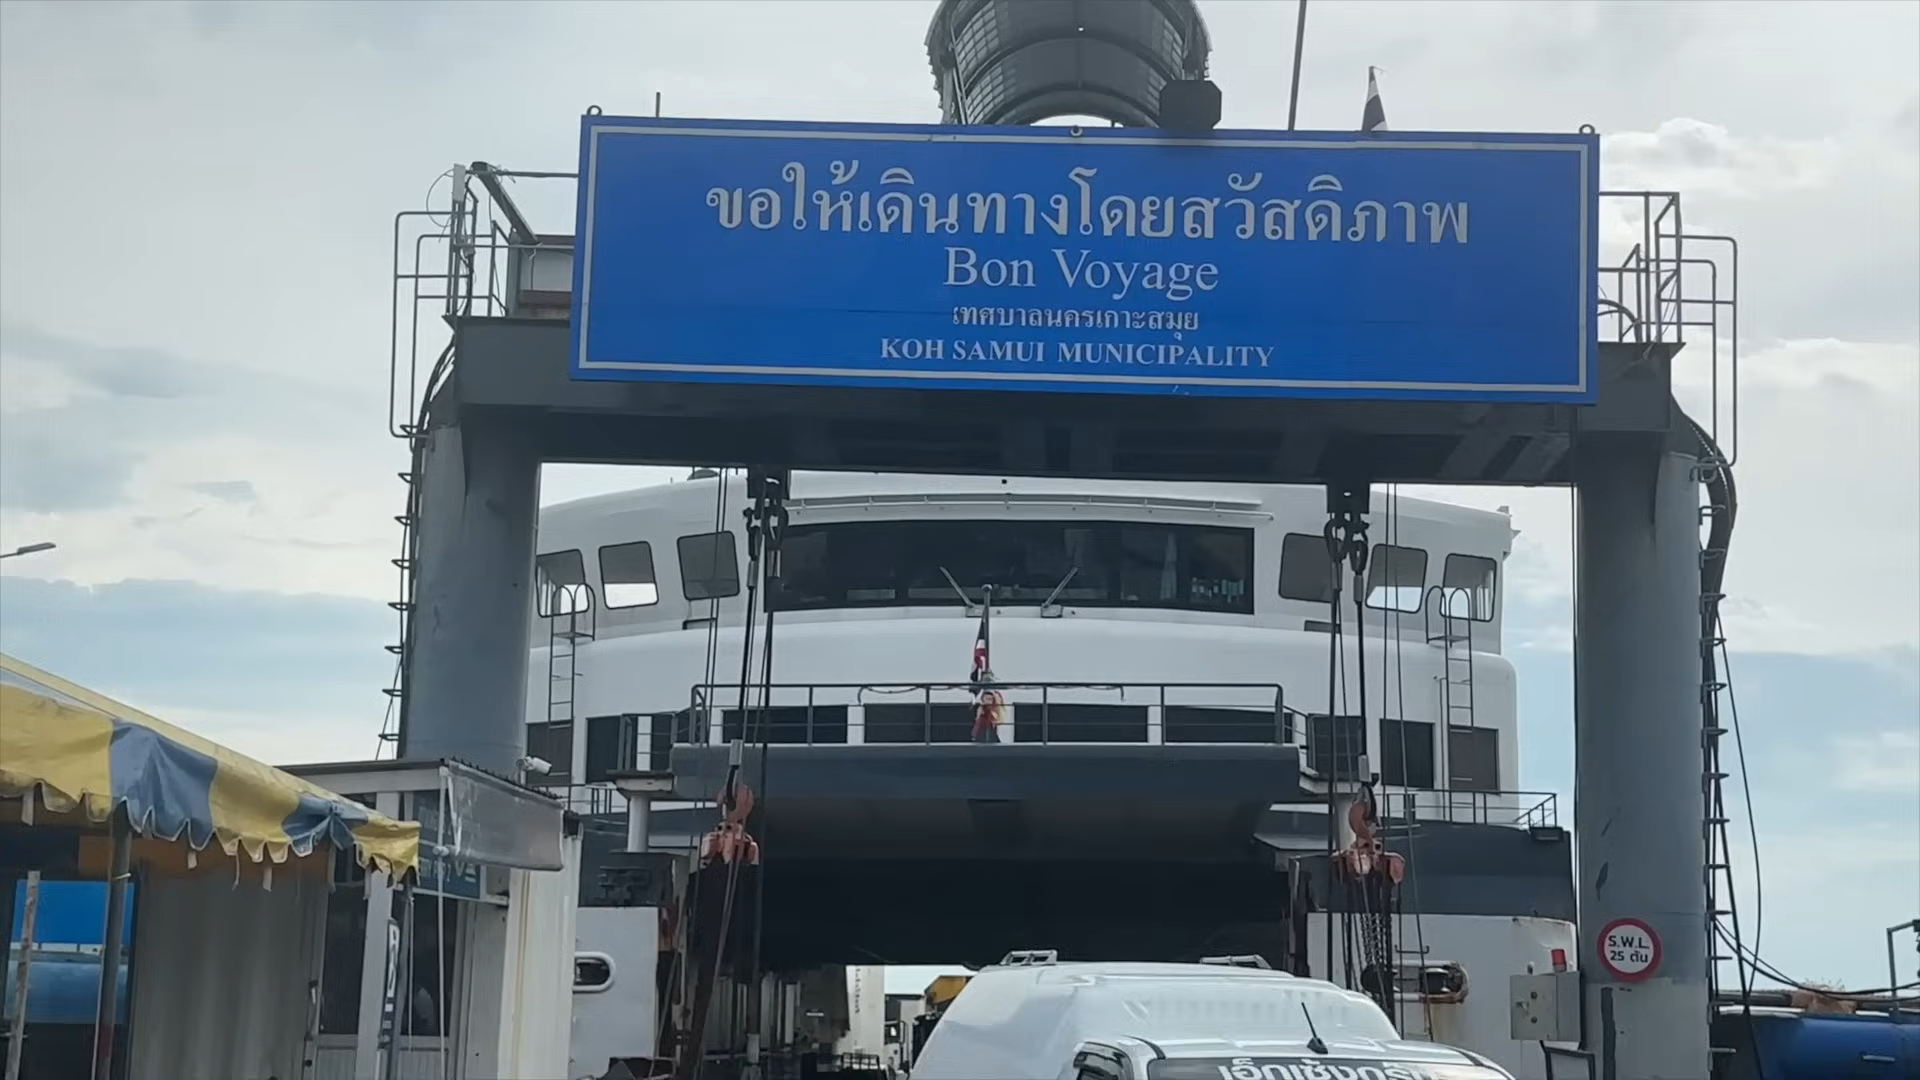 ขอให้เดินทางโดยสวัสดิภาพ
Bon Voyage
เทศบาลนครเกาะสมุย
KOH SAMUI MUNICIPALITY
S.W.L.
25 ตัน